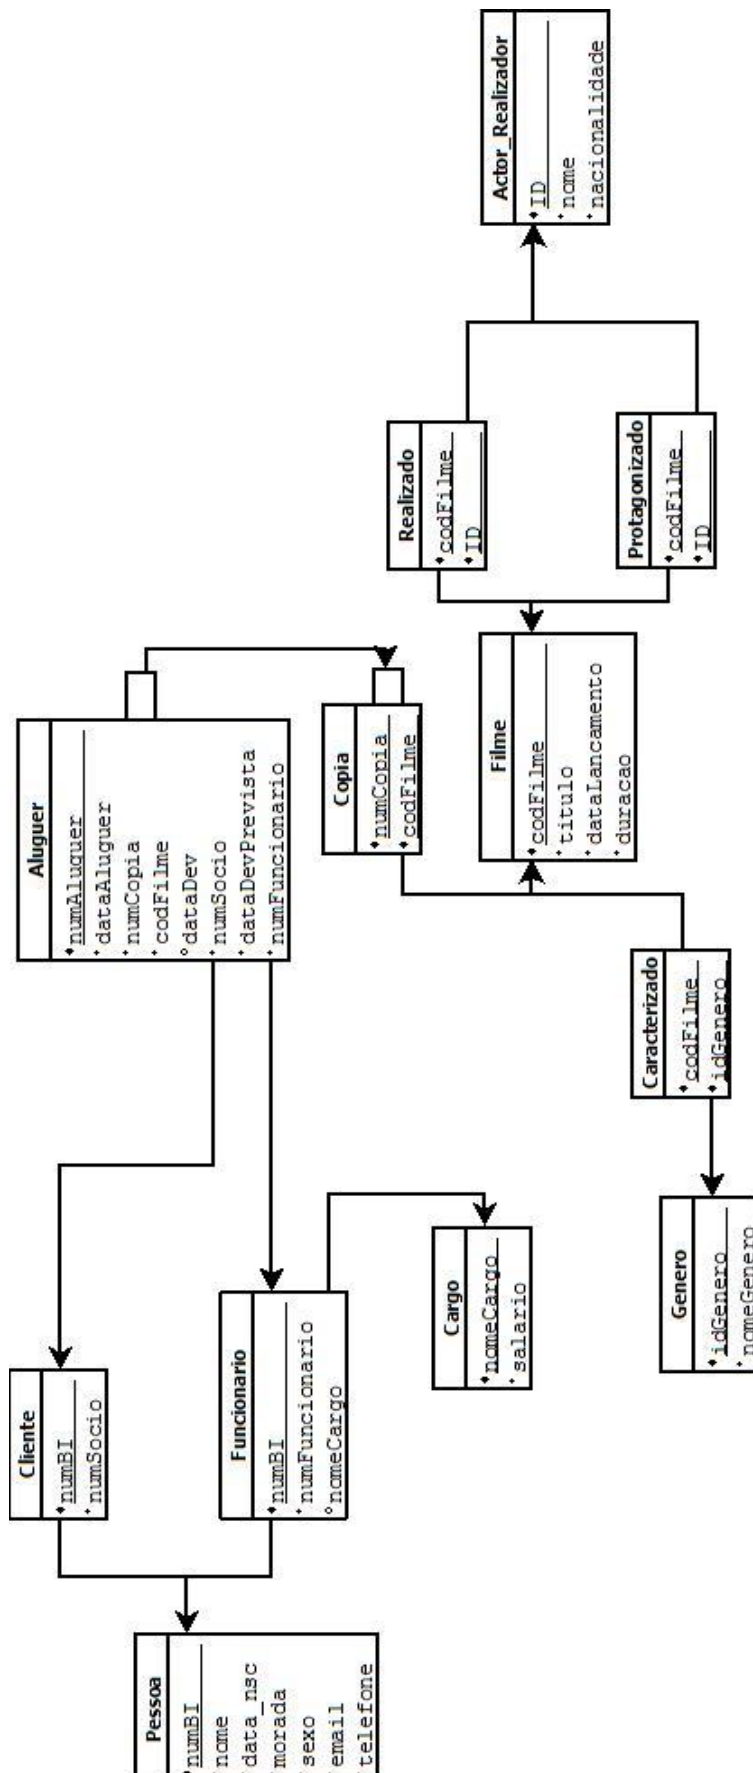 Pessoa
numBI
nome
data_nsc
morada
sexo
email
telefone
Cliente
numBI
numSocio
Funcionario
numBI
numFuncionario
nomeCargo
Cargo
nomeCargo
salario
Genero
idGenero
nomeGenero
Aluguer
numAluguer
dataAluguer
numCopia
codFilme
dataDev
numSocio
dataDevPrevista
numFuncionario
Copia
numCopia
codFilme
Caracterizado
codFilme
idGenero
Filme
codFilme
titulo
dataLancamento
duracao
Realizado
codFilme
ID
Protagonizado
codFilme
ID
Actor_Realizador
ID
nome
nacionalidade